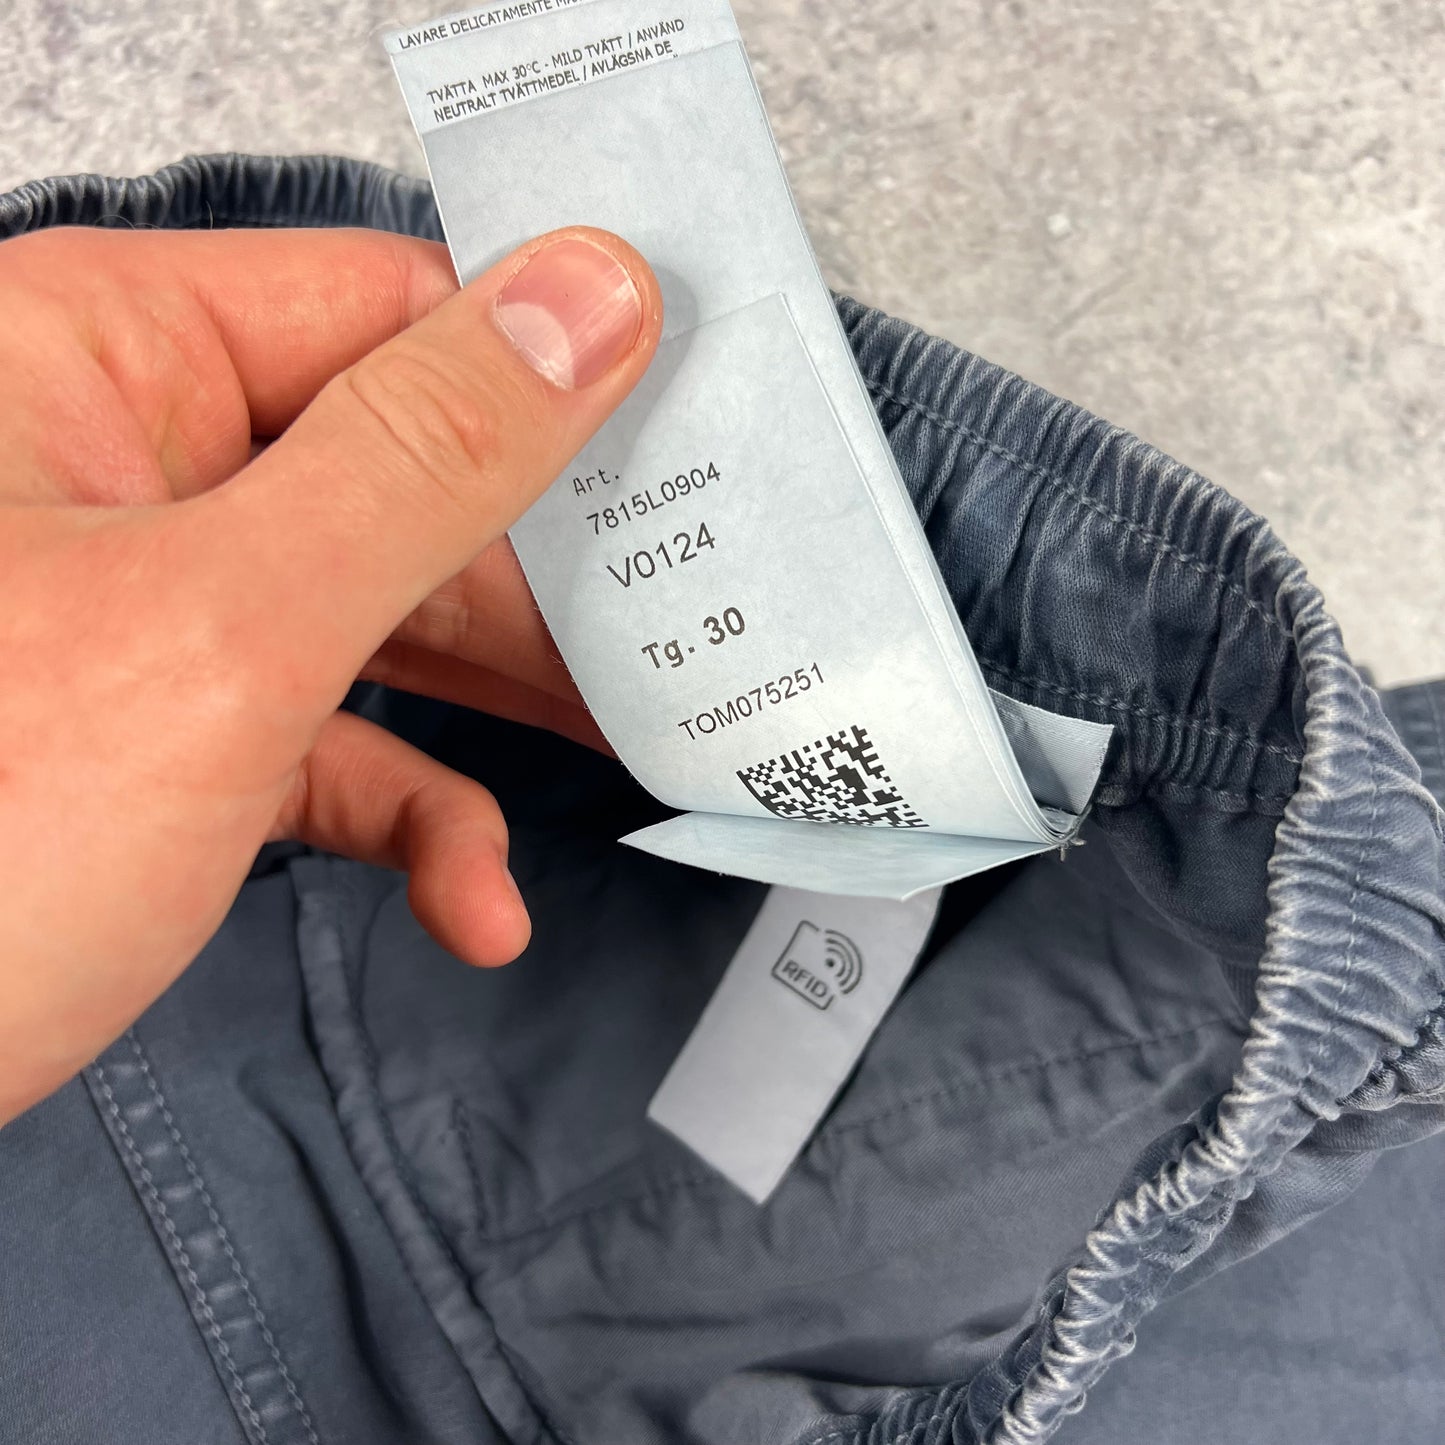 LAVARE DELICATAMENTE
TVÄTTA MAX 30°C - MILD TVÄTT / ANVÄND
NEUTRALT TVÄTTMEDEL / AVLÄGSNA DE
Art.
7815L0904
V0124
Tg. 30
TOM075251
RFID